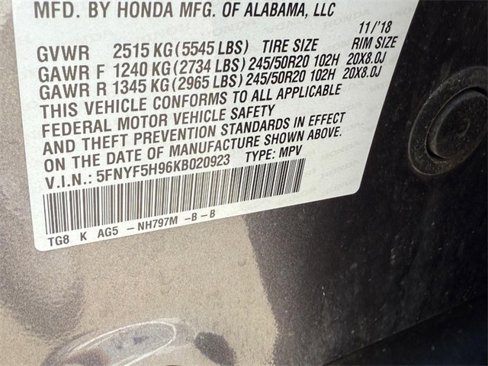 MFD. BY HONDA MFG. OF ALABAMA, LLC
11/'18
GVWR 2515 KG (5545 LBS) TIRE SIZE RIM SIZE
GAWR F 1240 KG (2734 LBS) 245/50R20 102H 20X8.0J
GAWR R 1345 KG (2965 LBS) 245/50R20 102H 20X8.0J
THIS VEHICLE CONFORMS TO ALL APPLICABLE
FEDERAL MOTOR VEHICLE SAFETY
AND THEFT PREVENTION STANDARDS IN EFFECT
ON THE DATE OF MANUFACTURE SHOWN ABOVE.
V.I.N.: 5FNYF5H96KB020923 TYPE: MPV
TG8 K AG5 -NH797M -B -B